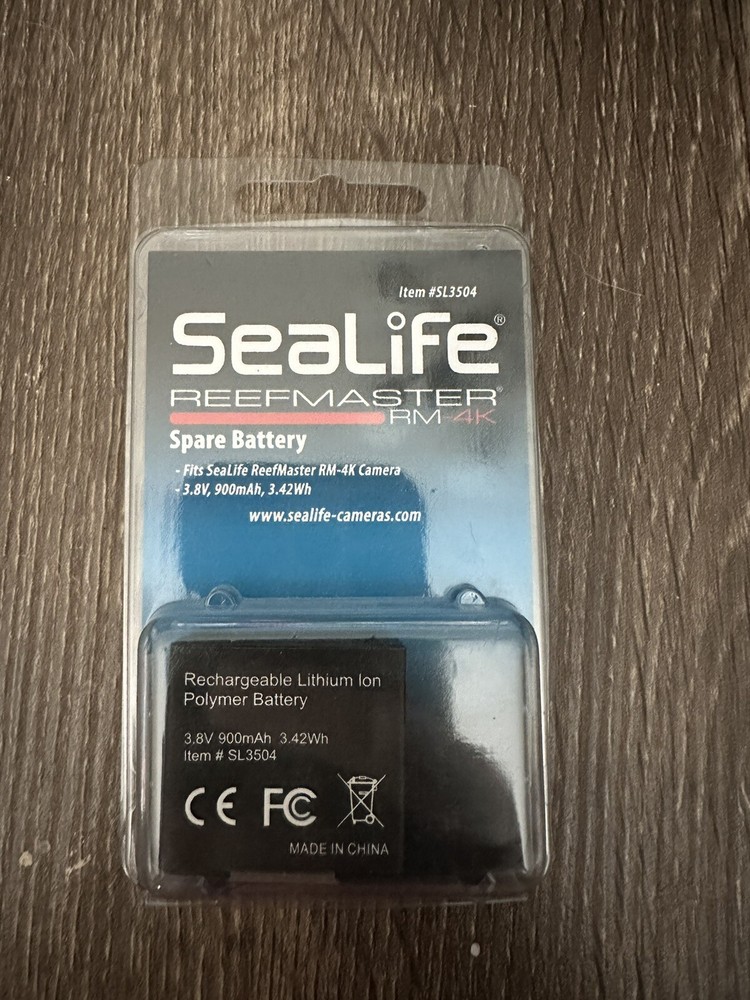 Item #SL3504
SeaLife®
REEFMASTER®
RM-4K
Spare Battery
- Fits SeaLife ReefMaster RM-4K Camera
- 3.8V, 900mAh, 3.42Wh
www.sealife-cameras.com
Rechargeable Lithium Ion
Polymer Battery
3.8V 900mAh 3.42Wh
Item # SL3504
CE FC
MADE IN CHINA